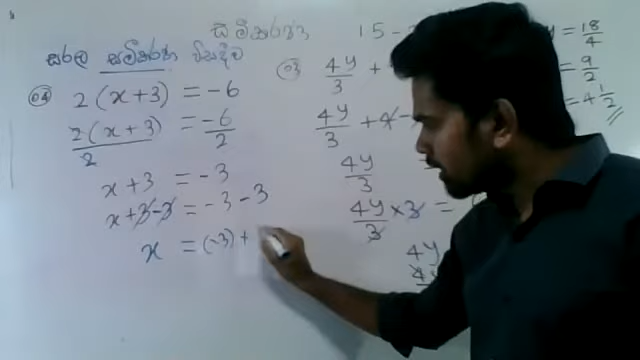 සමීකරණ
සරල සමීකරණ විසඳීම
04 2(x+3) = -6
2(x+3)/2 = -6/2
x+3 = -3
x+3-3 = -3-3
x = (-3) +
15 -
= 18/4
03 4y/3 +
= 9/2
4y/3 + 4 -
= 4 1/2
4y/3
4y/3 × 3 =
4y